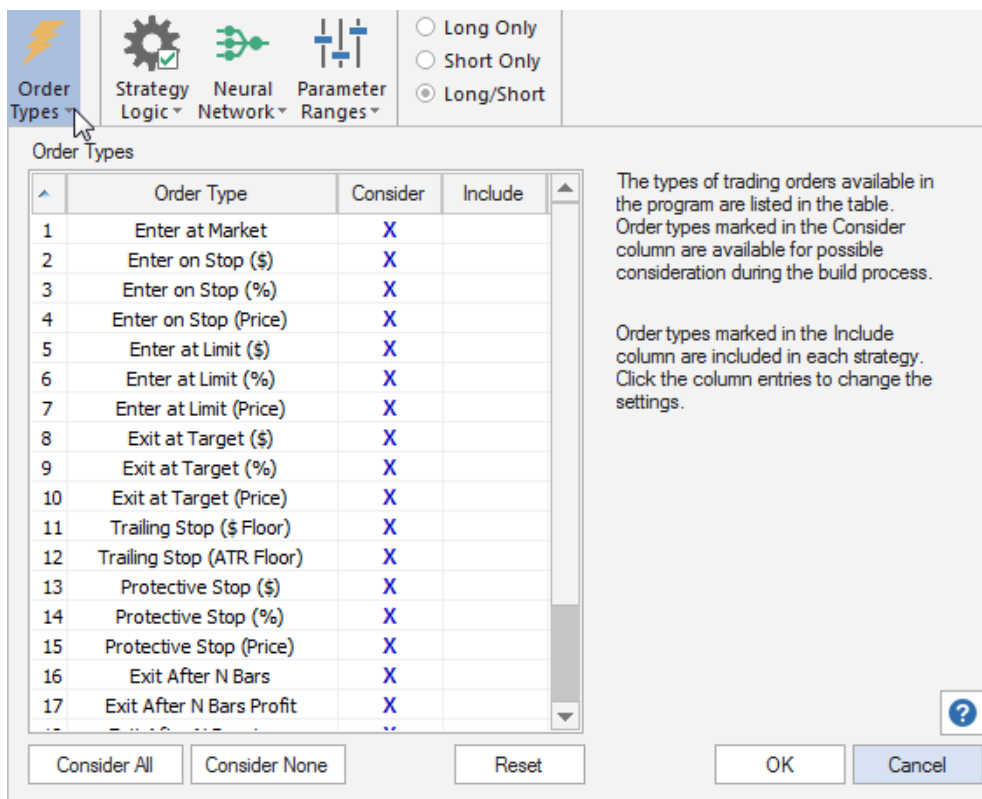 Order Types
Strategy Logic
Neural Network
Parameter Ranges
Long Only
Short Only
Long/Short
Order Types
Order Type Consider Include
1 Enter at Market X
2 Enter on Stop ($) X
3 Enter on Stop (%) X
4 Enter on Stop (Price) X
5 Enter at Limit ($) X
6 Enter at Limit (%) X
7 Enter at Limit (Price) X
8 Exit at Target ($) X
9 Exit at Target (%) X
10 Exit at Target (Price) X
11 Trailing Stop ($ Floor) X
12 Trailing Stop (ATR Floor) X
13 Protective Stop ($) X
14 Protective Stop (%) X
15 Protective Stop (Price) X
16 Exit After N Bars X
17 Exit After N Bars Profit X
The types of trading orders available in
the program are listed in the table.
Order types marked in the Consider
column are available for possible
consideration during the build process.
Order types marked in the Include
column are included in each strategy.
Click the column entries to change the
settings.
?
Consider All
Consider None
Reset
OK
Cancel